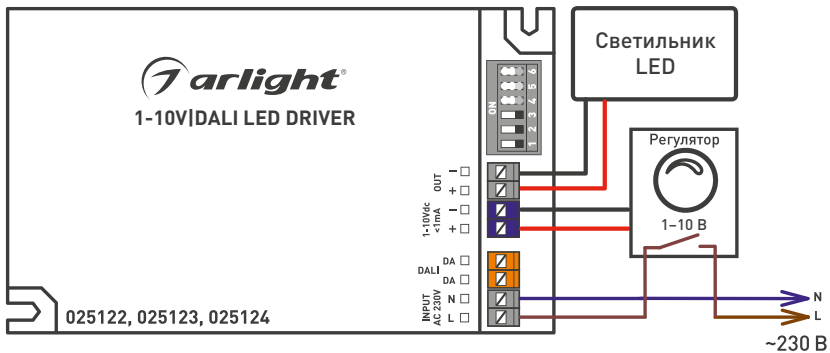 arlight®
1-10V|DALI LED DRIVER
025122, 025123, 025124
ON
1 2 3 4 5 6
OUT
−
+
1-10Vdc
<1mA
−
+
DALI
DA
DA
INPUT
AC 230V
N
L
Светильник
LED
Регулятор
1–10 В
N
L
~230 В